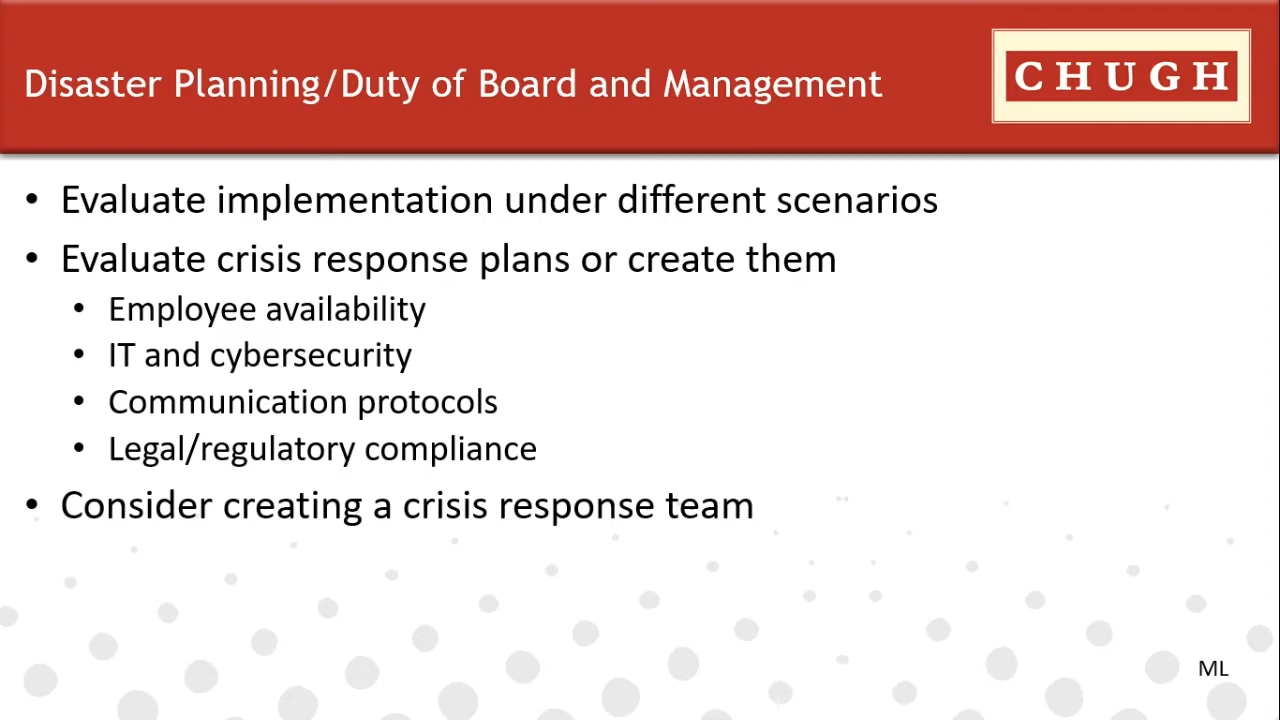 Disaster Planning/Duty of Board and Management
CHUGH
• Evaluate implementation under different scenarios
• Evaluate crisis response plans or create them
• Employee availability
• IT and cybersecurity
• Communication protocols
• Legal/regulatory compliance
• Consider creating a crisis response team
ML